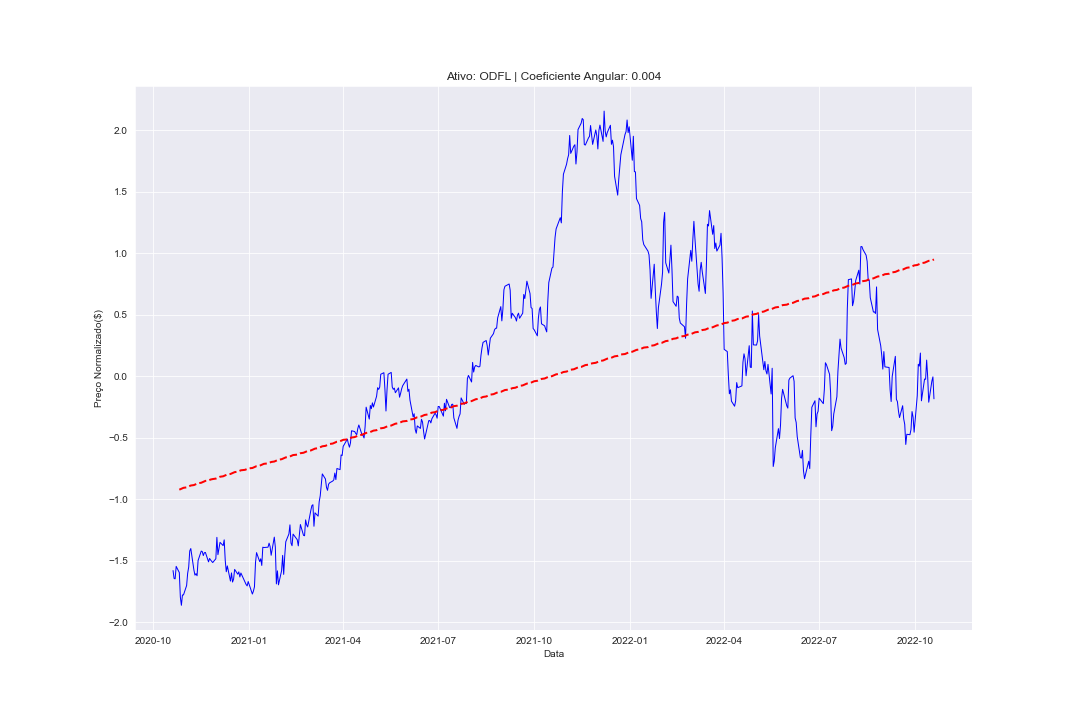 Ativo: ODFL | Coeficiente Angular: 0.004
Preço Normalizado($)
2.0
1.5
1.0
0.5
0.0
−0.5
−1.0
−1.5
−2.0
2020-10 2021-01 2021-04 2021-07 2021-10 2022-01 2022-04 2022-07 2022-10
Data